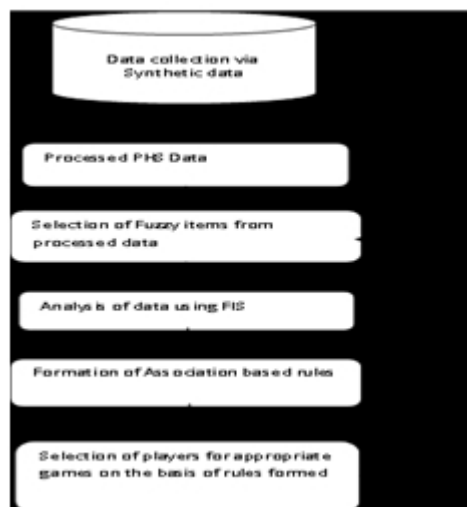 Data collection via
Synthetic data
Processed PHS Data
Selection of Fuzzy items from
processed data
Analysis of data using FIS
Formation of Association based rules
Selection of players for appropriate
games on the basis of rules formed